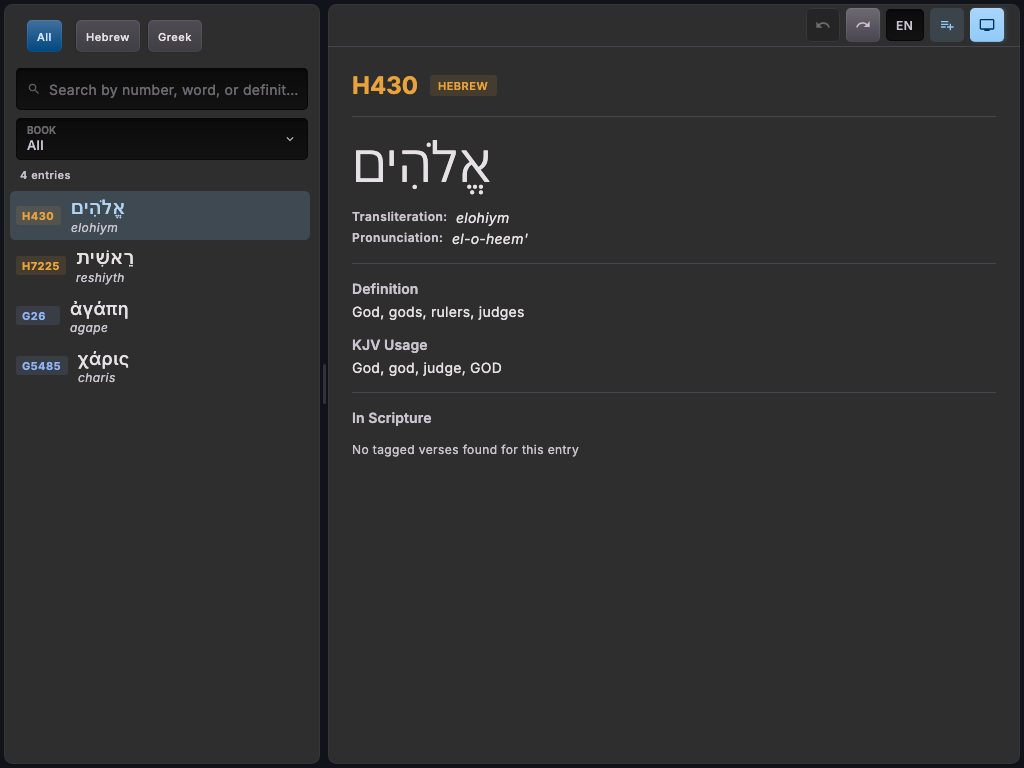 All Hebrew Greek
Search by number, word, or definit...
BOOK
All
4 entries
H430 אֱלֹהִים
elohiym
H7225 רֵאשִׁית
reshiyth
G26 ἀγάπη
agape
G5485 χάρις
charis
EN
H430 HEBREW
אֱלֹהִים
Transliteration: elohiym
Pronunciation: el-o-heem'
Definition
God, gods, rulers, judges
KJV Usage
God, god, judge, GOD
In Scripture
No tagged verses found for this entry